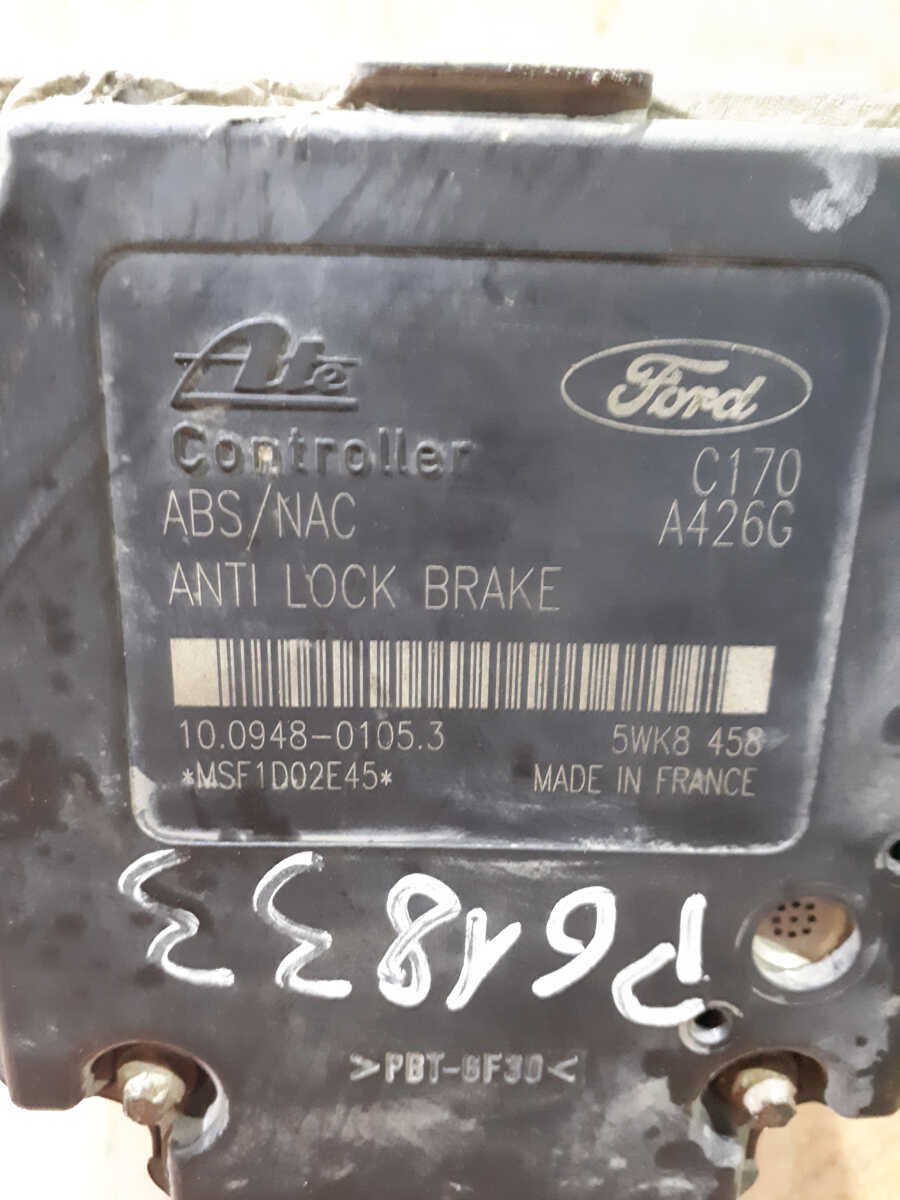 Ate
Ford
Controller
C170
ABS/NAC
A426G
ANTI LOCK BRAKE
10.0948-0105.3
5WK8 458
*MSF1D02E45*
MADE IN FRANCE
P61833
>PBT-GF30<